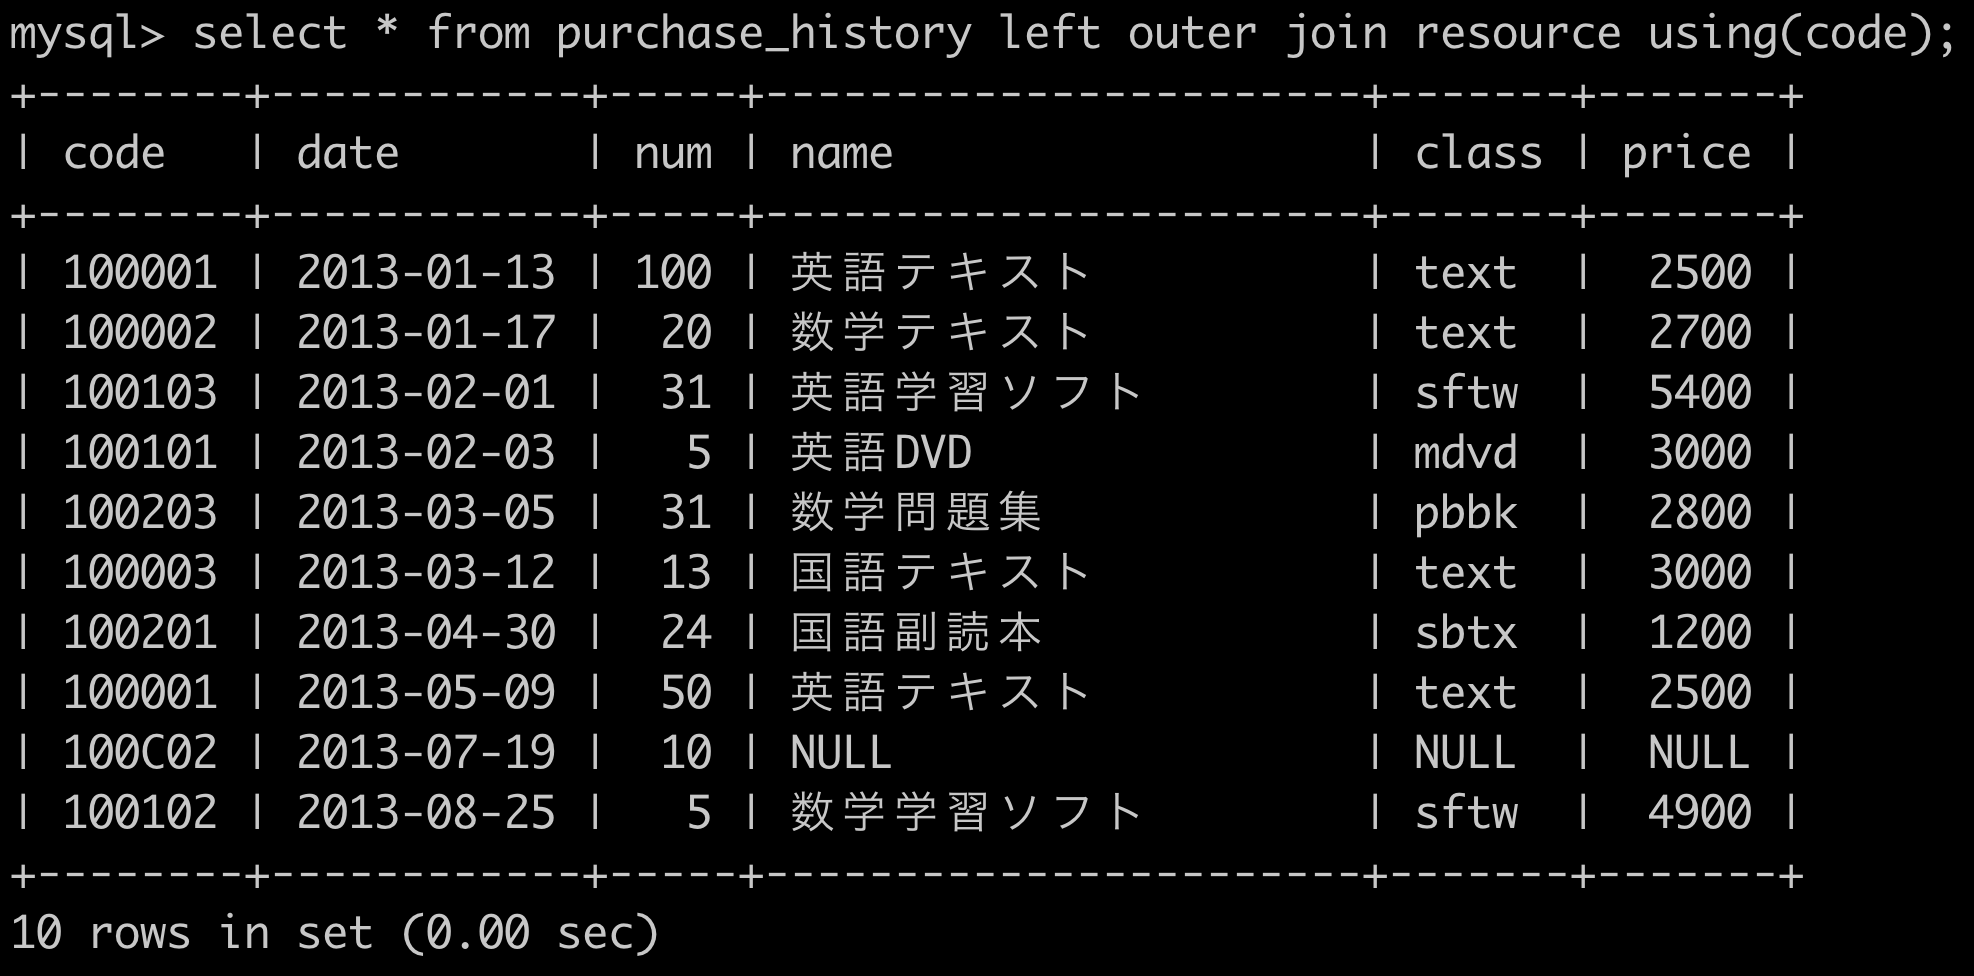 mysql> select * from purchase_history left outer join resource using(code);
+--------+------------+-----+-----------------------+-------+-------+
| code   | date       | num | name                  | class | price |
+--------+------------+-----+-----------------------+-------+-------+
| 100001 | 2013-01-13 | 100 | 英語テキスト          | text  |  2500 |
| 100002 | 2013-01-17 |  20 | 数学テキスト          | text  |  2700 |
| 100103 | 2013-02-01 |  31 | 英語学習ソフト        | sftw  |  5400 |
| 100101 | 2013-02-03 |   5 | 英語DVD               | mdvd  |  3000 |
| 100203 | 2013-03-05 |  31 | 数学問題集            | pbbk  |  2800 |
| 100003 | 2013-03-12 |  13 | 国語テキスト          | text  |  3000 |
| 100201 | 2013-04-30 |  24 | 国語副読本            | sbtx  |  1200 |
| 100001 | 2013-05-09 |  50 | 英語テキスト          | text  |  2500 |
| 100C02 | 2013-07-19 |  10 | NULL                  | NULL  |  NULL |
| 100102 | 2013-08-25 |   5 | 数学学習ソフト        | sftw  |  4900 |
+--------+------------+-----+-----------------------+-------+-------+
10 rows in set (0.00 sec)